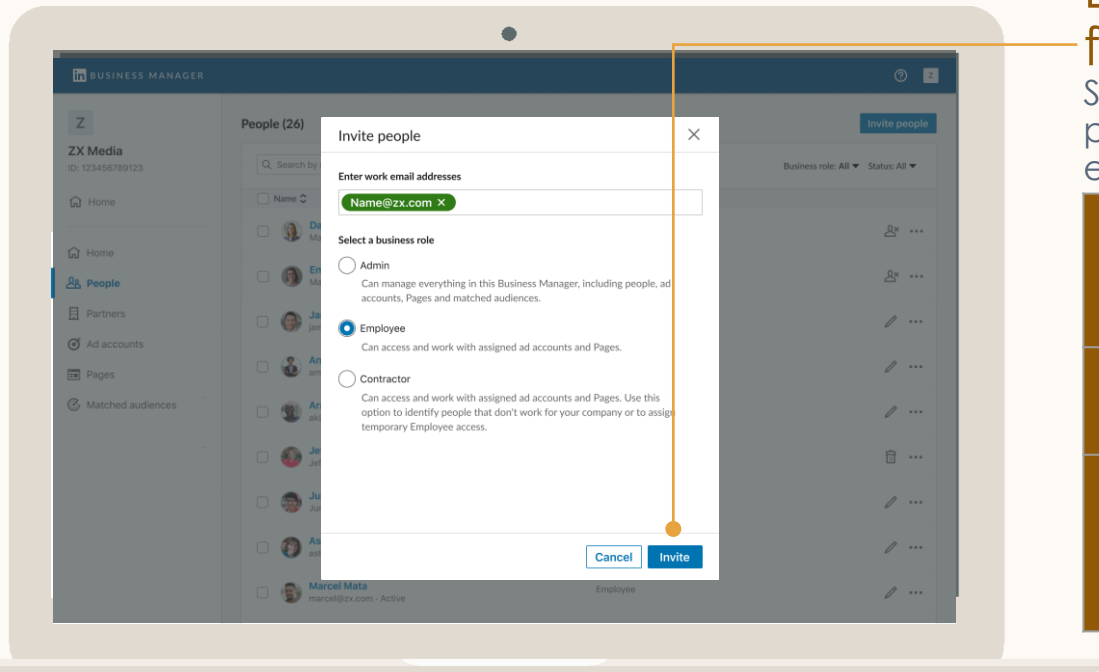 in BUSINESS MANAGER
Z
Z
ZX Media
ID: 123456789123
Home
Home
People
Partners
Ad accounts
Pages
Matched audiences
People (26)
Invite people
Search by
Business role: All Status: All
Name
Invite people
Enter work email addresses
Name@zx.com ×
Select a business role
Admin
Can manage everything in this Business Manager, including people, ad
accounts, Pages and matched audiences.
Employee
Can access and work with assigned ad accounts and Pages.
Contractor
Can access and work with assigned ad accounts and Pages. Use this
option to identify people that don't work for your company or to assign
temporary Employee access.
Cancel Invite
Marcel Mata
marcel@zx.com - Active
Employee